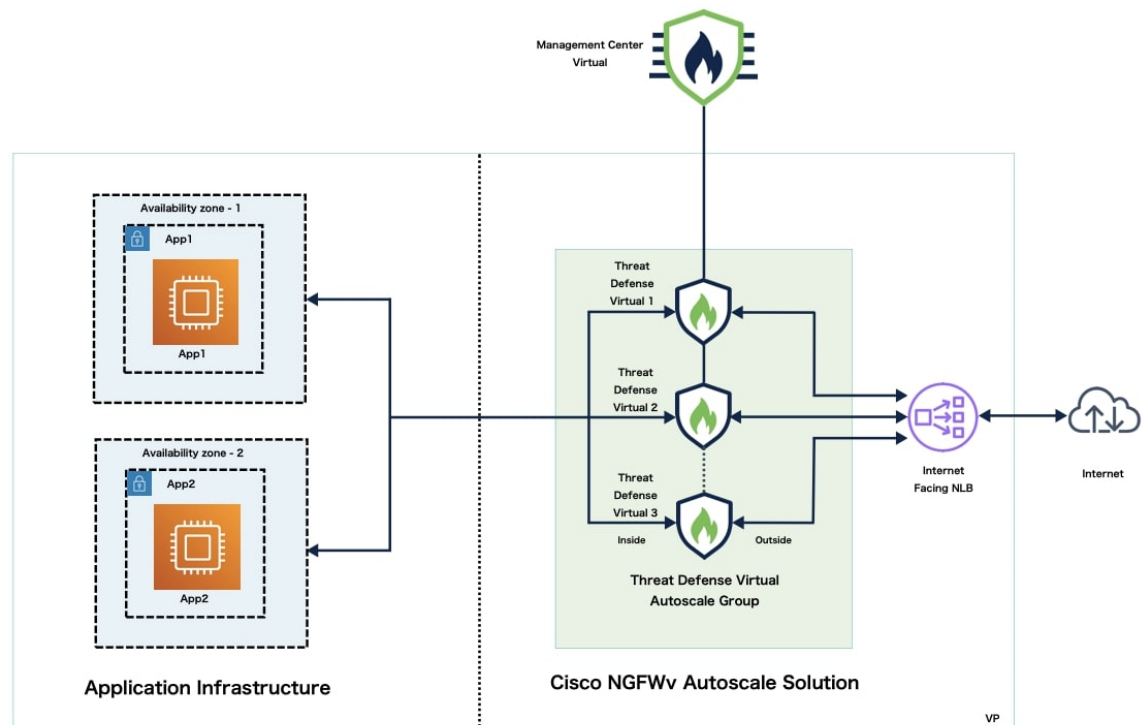 Management Center
Virtual
Availability zone - 1
App1
App1
Availability zone - 2
App2
App2
Application Infrastructure
Threat
Defense
Virtual 1
Threat
Defense
Virtual 2
Threat
Defense
Virtual 3
Inside
Outside
Threat Defense Virtual
Autoscale Group
Cisco NGFWv Autoscale Solution
Internet
Facing NLB
Internet
VP